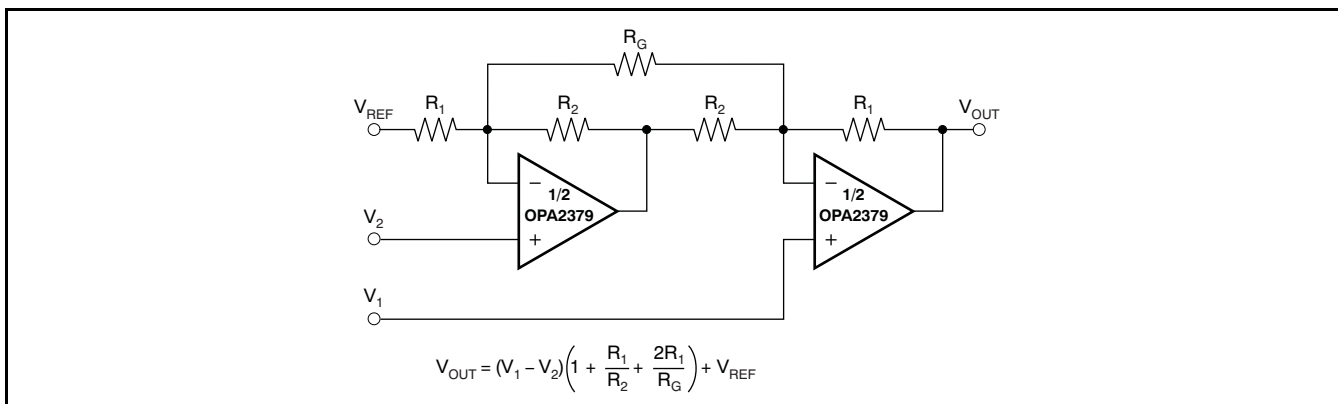 R_G
V_REF R_1 R_2 R_2 R_1 V_OUT
− 1/2 OPA2379 +
− 1/2 OPA2379 +
V_2
V_1
V_OUT = (V_1 – V_2)(1 + R_1/R_2 + 2R_1/R_G) + V_REF